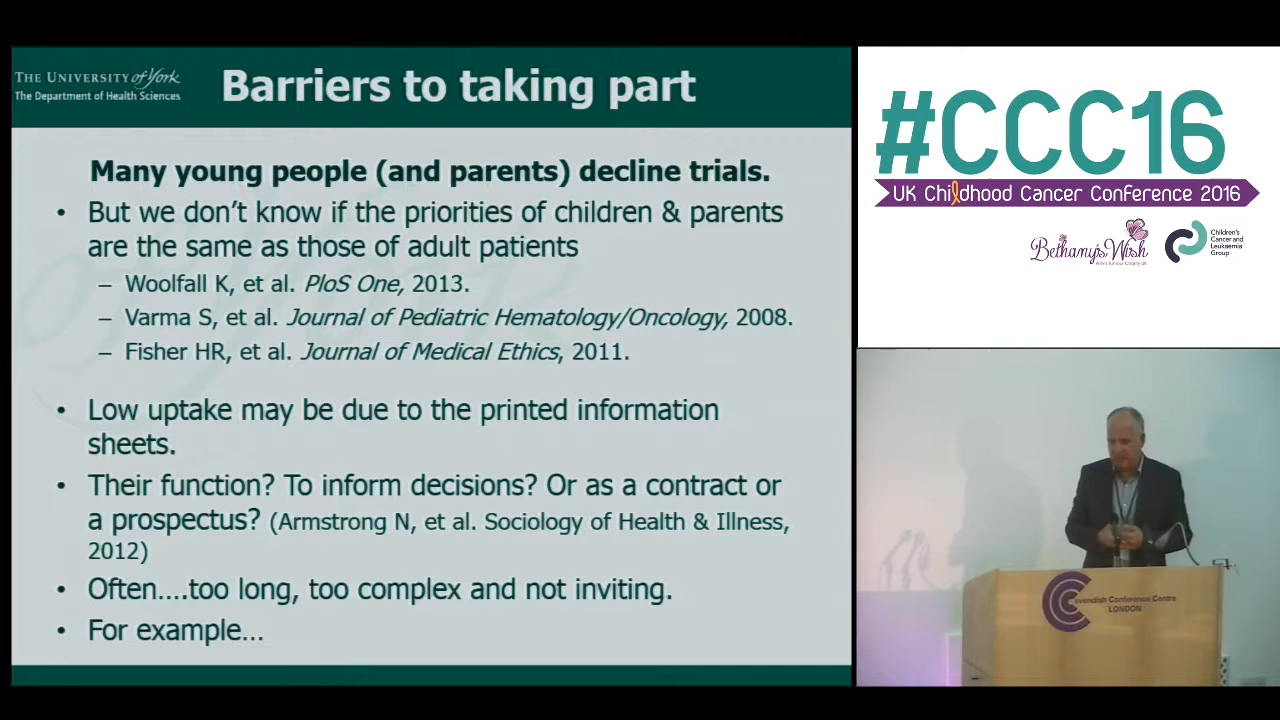 THE UNIVERSITY of York
The Department of Health Sciences
Barriers to taking part
Many young people (and parents) decline trials.
• But we don't know if the priorities of children & parents
are the same as those of adult patients
– Woolfall K, et al. PloS One, 2013.
– Varma S, et al. Journal of Pediatric Hematology/Oncology, 2008.
– Fisher HR, et al. Journal of Medical Ethics, 2011.
• Low uptake may be due to the printed information
sheets.
• Their function? To inform decisions? Or as a contract or
a prospectus? (Armstrong N, et al. Sociology of Health & Illness,
2012)
• Often....too long, too complex and not inviting.
• For example...
#CCC16
UK Childhood Cancer Conference 2016
Bethany's Wish
Wilms Tumour Charity UK
Children's
Cancer and
Leukaemia
Group
Cavendish Conference Centre
LONDON